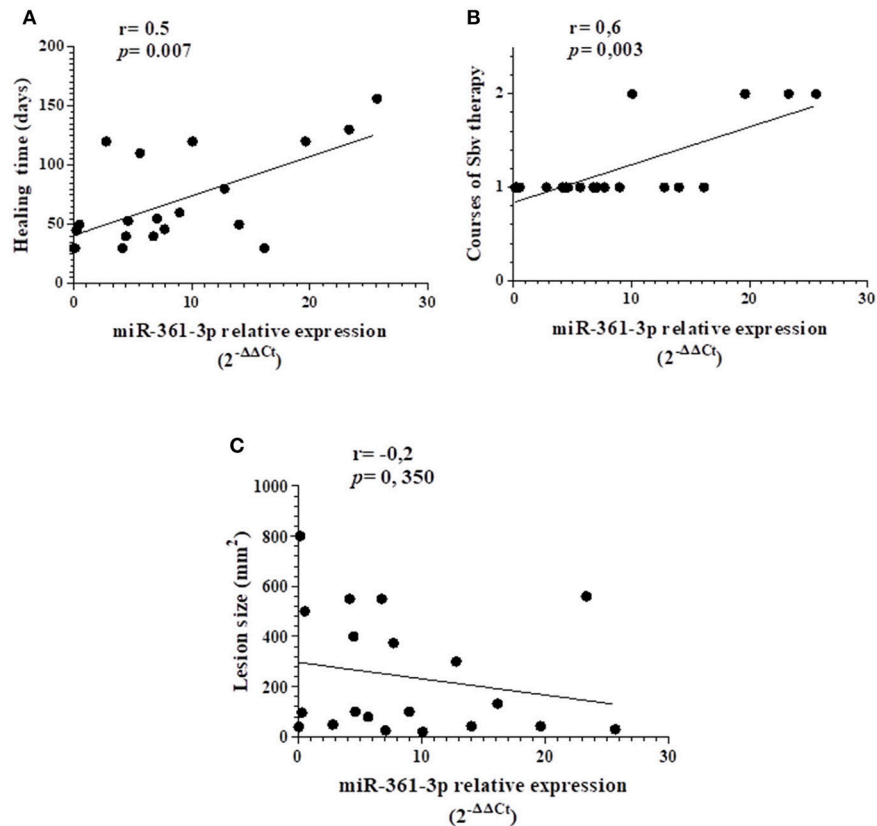 A
r= 0.5
p= 0.007
200
150
100
50
0
Healing time (days)
0
10
20
30
miR-361-3p relative expression
(2-ΔΔCt)
B
r= 0,6
p= 0,003
2
1
0
Courses of Sbv therapy
0
10
20
30
miR-361-3p relative expression
(2-ΔΔCt)
C
r= -0,2
p= 0, 350
1000
800
600
400
200
0
Lesion size (mm2)
0
10
20
30
miR-361-3p relative expression
(2-ΔΔCt)